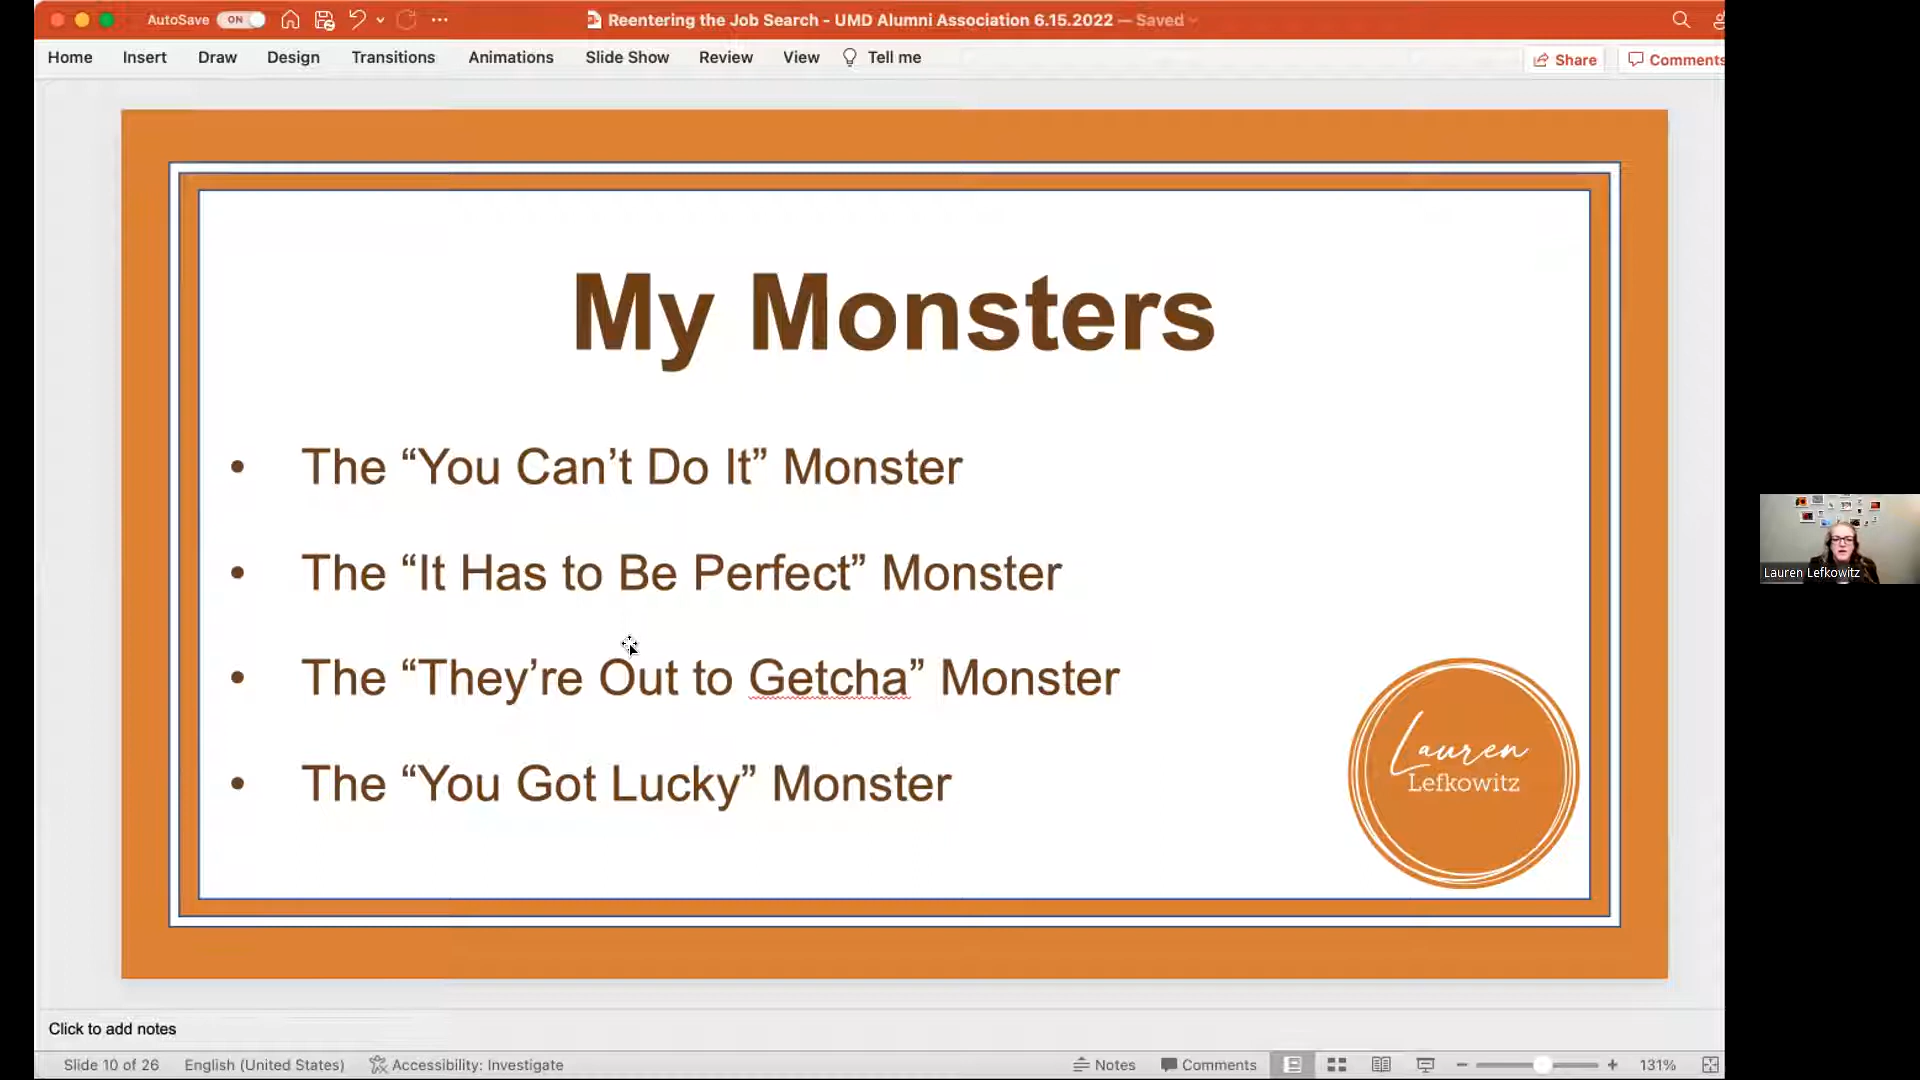 AutoSave ON
Reentering the Job Search - UMD Alumni Association 6.15.2022 — Saved
Home Insert Draw Design Transitions Animations Slide Show Review View Tell me
Share Comments
My Monsters
• The “You Can’t Do It” Monster
• The “It Has to Be Perfect” Monster
• The “They’re Out to Getcha” Monster
• The “You Got Lucky” Monster
Lauren
Lefkowitz
Lauren Lefkowitz
Click to add notes
Slide 10 of 26 English (United States) Accessibility: Investigate Notes Comments 131%